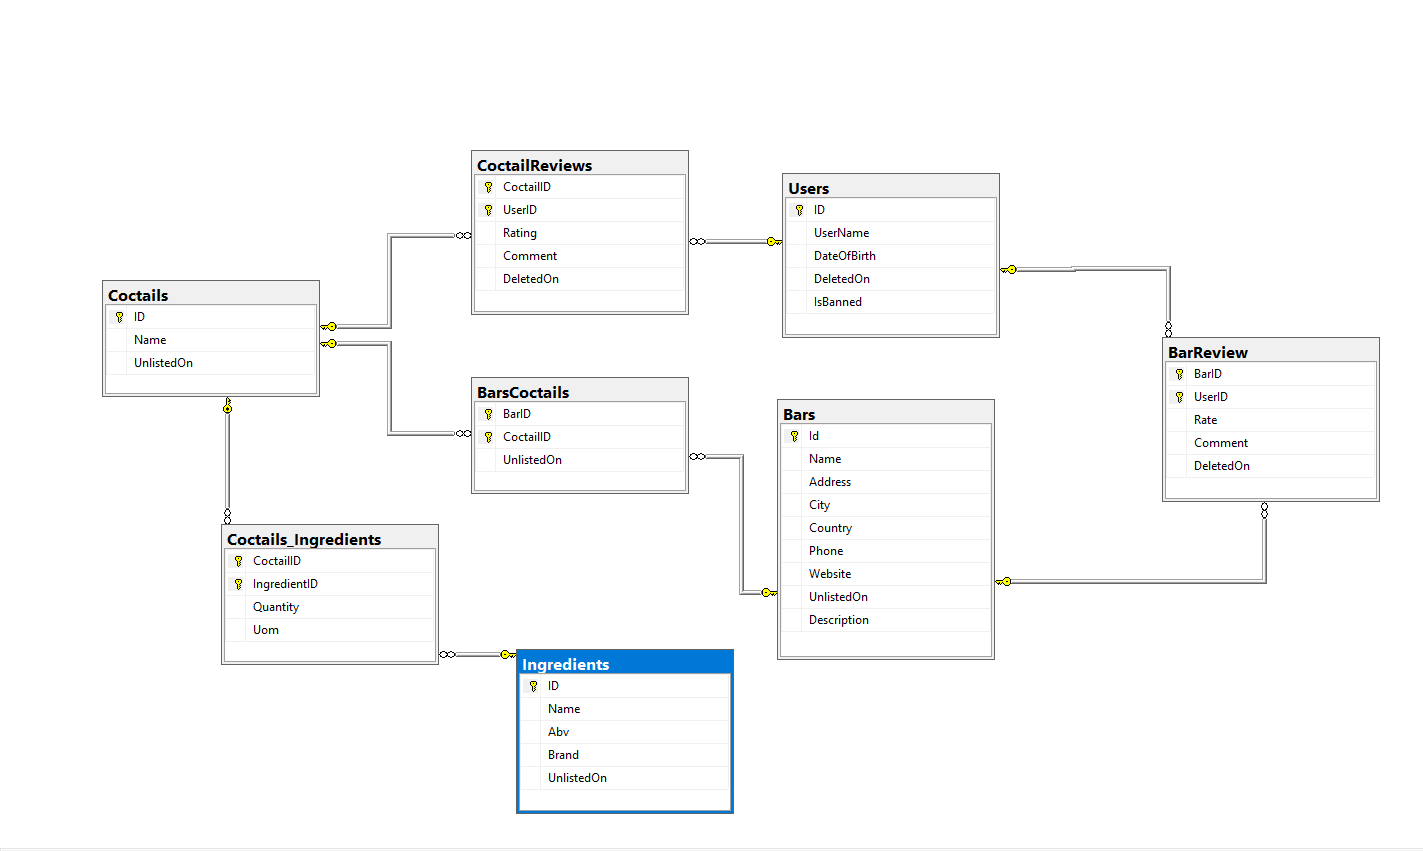 CoctailReviews
CoctailID
UserID
Rating
Comment
DeletedOn
Users
ID
UserName
DateOfBirth
DeletedOn
IsBanned
Coctails
ID
Name
UnlistedOn
BarReview
BarID
UserID
Rate
Comment
DeletedOn
BarsCoctails
BarID
CoctailID
UnlistedOn
Bars
Id
Name
Address
City
Country
Phone
Website
UnlistedOn
Description
Coctails_Ingredients
CoctailID
IngredientID
Quantity
Uom
Ingredients
ID
Name
Abv
Brand
UnlistedOn